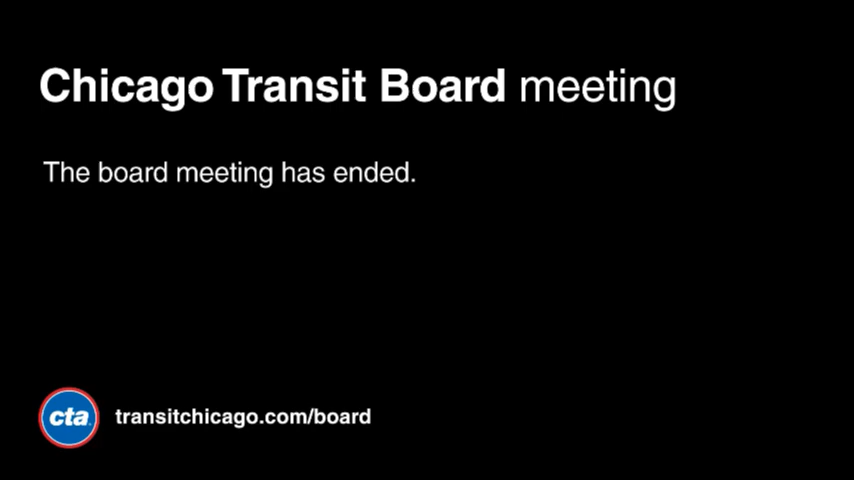 Chicago Transit Board meeting
The board meeting has ended.
cta
transitchicago.com/board